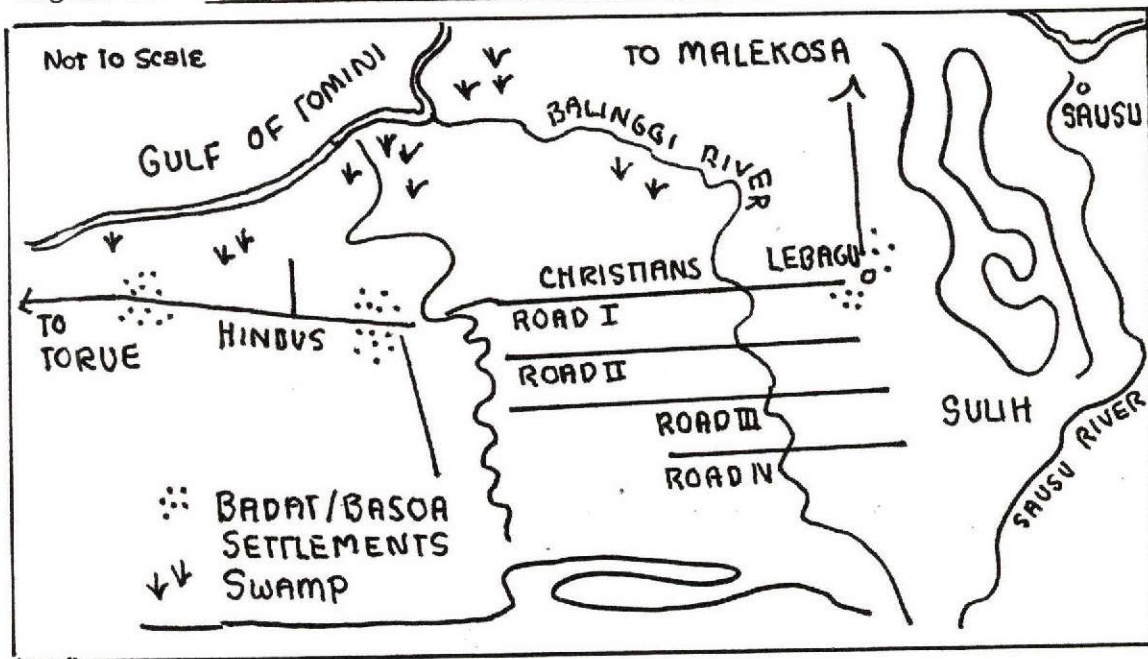 Not to Scale
GULF OF TOMINI
TO MALEKOSA
BALINGGI RIVER
SAUSU
LEBAGU
CHRISTIANS
ROAD I
TO
TORUE
HINDUS
ROAD II
ROAD III
SULIH
ROAD IV
SAUSU RIVER
BADAT/BASOA
SETTLEMENTS
SWAMP